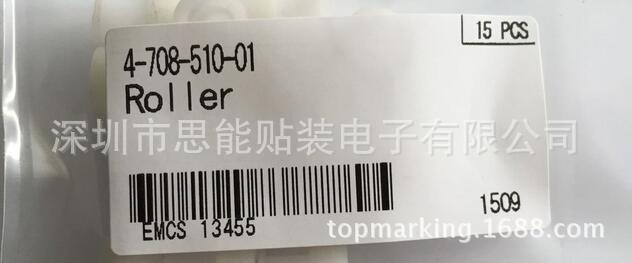 15 PCS
4-708-510-01
Roller
深圳市思能贴装电子有限公司
EMCS 13455
1509
topmarking.1688.com